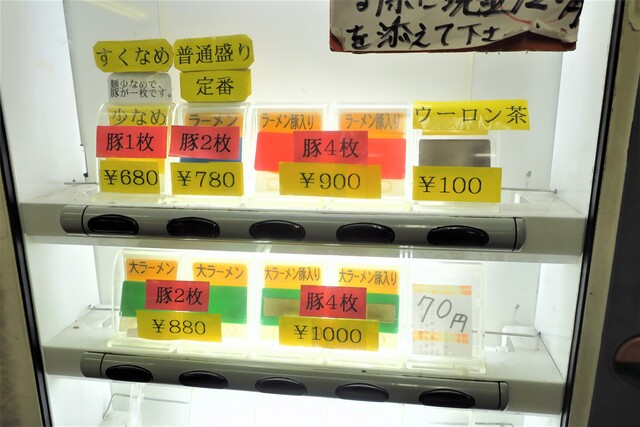 を添えて下さ
すくなめ
普通盛り
麺少なめで、
豚が一枚です。
定番
少なめ
ラーメン
ラーメン豚入り
ラーメン豚入り
ウーロン茶
豚1枚
豚2枚
豚4枚
¥680
¥780
¥900
¥100
大ラーメン
大ラーメン
大ラーメン豚入り
大ラーメン豚入り
豚2枚
豚4枚
70円
¥880
¥1000